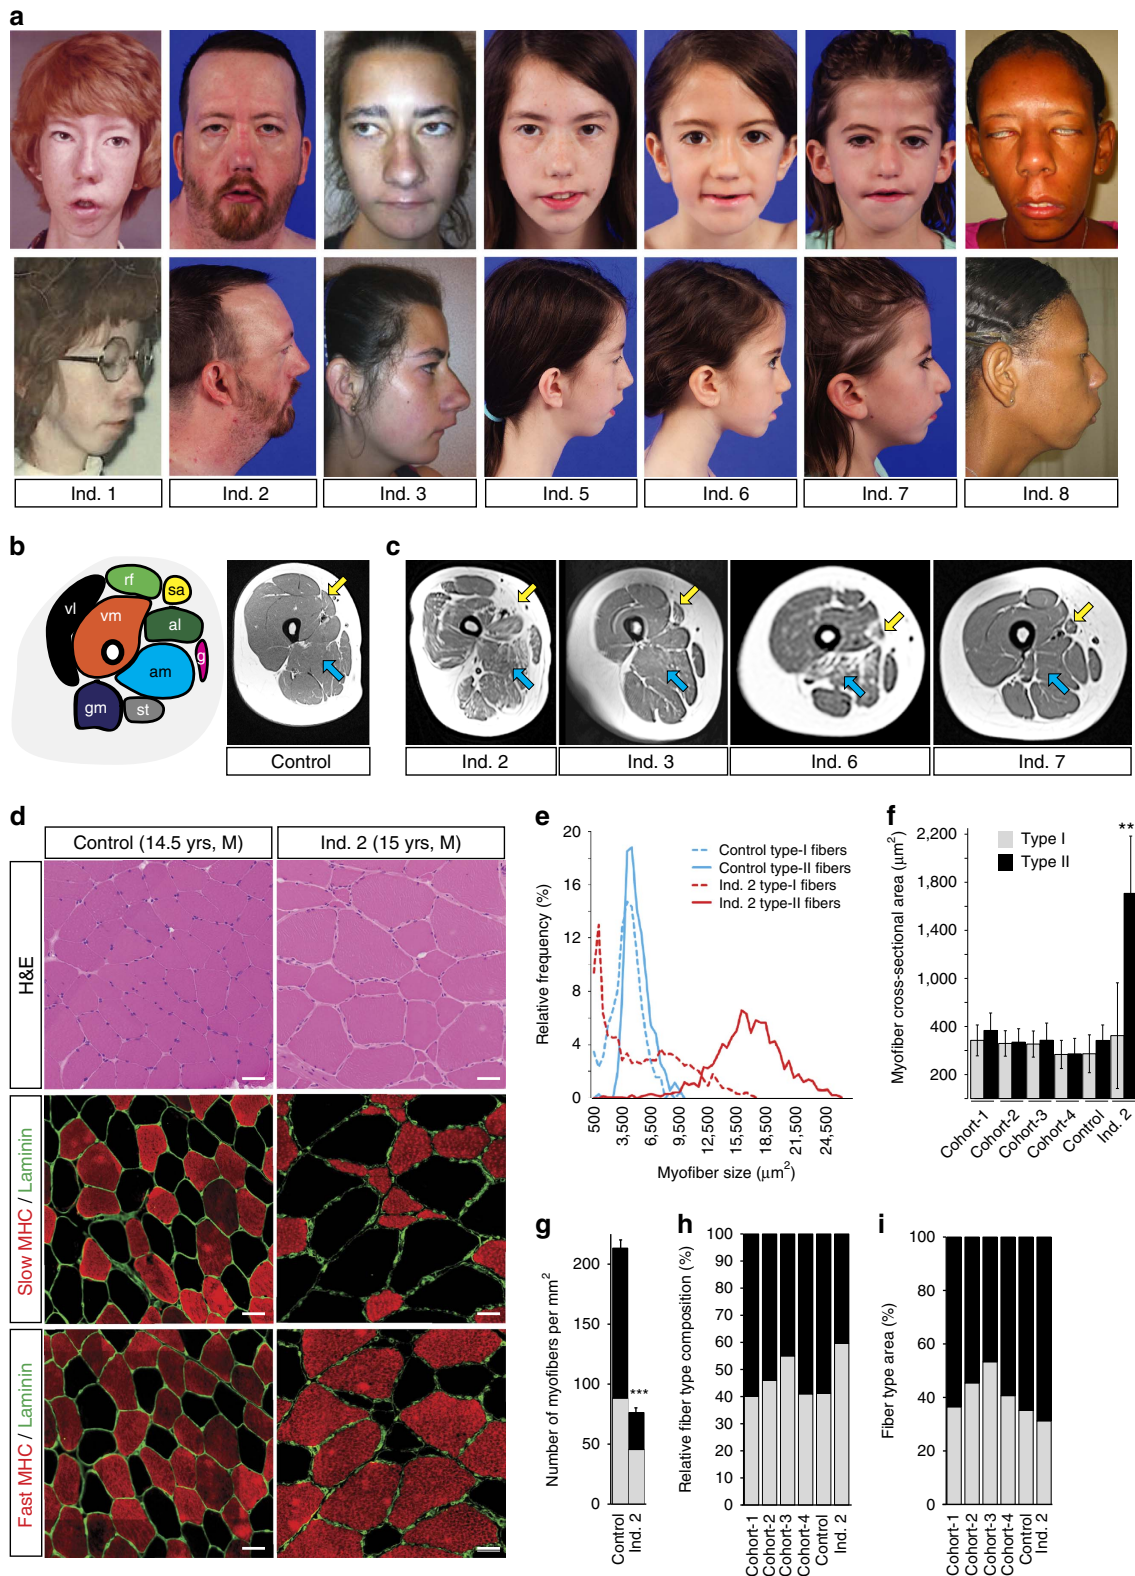 a
Ind. 1
Ind. 2
Ind. 3
Ind. 5
Ind. 6
Ind. 7
Ind. 8
b
vl
rf
sa
vm
al
g
am
gm
st
Control
c
Ind. 2
Ind. 3
Ind. 6
Ind. 7
d
Control (14.5 yrs, M)
Ind. 2 (15 yrs, M)
H&E
Slow MHC / Laminin
Fast MHC / Laminin
e
Relative frequency (%)
20
16
12
8
4
0
Control type-I fibers
Control type-II fibers
Ind. 2 type-I fibers
Ind. 2 type-II fibers
500
3,500
6,500
9,500
12,500
15,500
18,500
21,500
24,500
Myofiber size (μm²)
f
Myofiber cross-sectional area (μm²)
2,200
1,800
1,400
1,000
400
200
Type I
Type II
**
Cohort-1
Cohort-2
Cohort-3
Cohort-4
Control
Ind. 2
g
Number of myofibers per mm²
200
150
100
50
0
***
Control
Ind. 2
h
Relative fiber type composition (%)
100
90
80
70
60
50
40
30
20
10
0
Cohort-1
Cohort-2
Cohort-3
Cohort-4
Control
Ind. 2
i
Fiber type area (%)
100
80
60
40
20
0
Cohort-1
Cohort-2
Cohort-3
Cohort-4
Control
Ind. 2